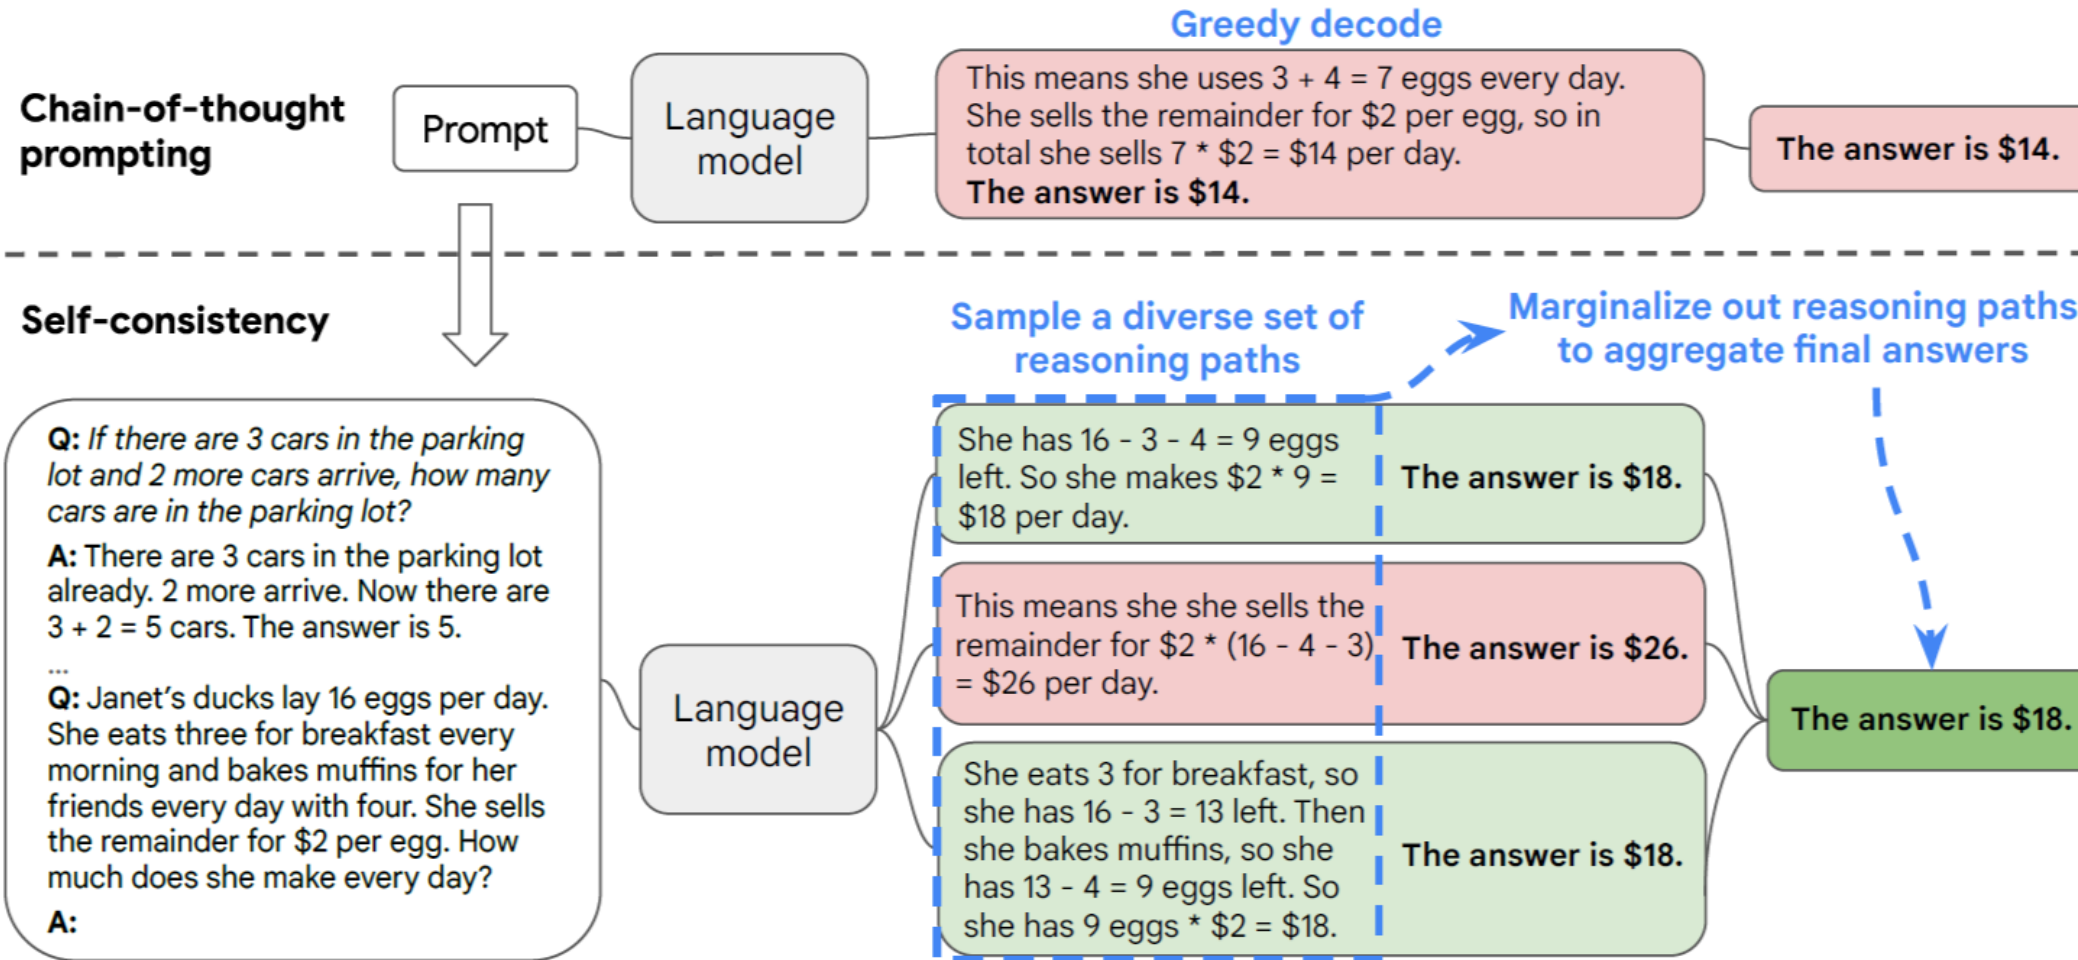 Greedy decode
Chain-of-thought
prompting
Prompt
Language
model
This means she uses 3 + 4 = 7 eggs every day.
She sells the remainder for $2 per egg, so in
total she sells 7 * $2 = $14 per day.
The answer is $14.
The answer is $14.
Self-consistency
Sample a diverse set of
reasoning paths
Marginalize out reasoning paths
to aggregate final answers
Q: If there are 3 cars in the parking
lot and 2 more cars arrive, how many
cars are in the parking lot?
A: There are 3 cars in the parking lot
already. 2 more arrive. Now there are
3 + 2 = 5 cars. The answer is 5.
...
Q: Janet's ducks lay 16 eggs per day.
She eats three for breakfast every
morning and bakes muffins for her
friends every day with four. She sells
the remainder for $2 per egg. How
much does she make every day?
A:
Language
model
She has 16 - 3 - 4 = 9 eggs
left. So she makes $2 * 9 =
$18 per day.
The answer is $18.
This means she she sells the
remainder for $2 * (16 - 4 - 3)
= $26 per day.
The answer is $26.
She eats 3 for breakfast, so
she has 16 - 3 = 13 left. Then
she bakes muffins, so she
has 13 - 4 = 9 eggs left. So
she has 9 eggs * $2 = $18.
The answer is $18.
The answer is $18.